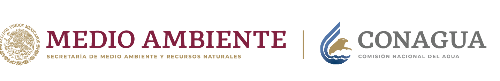 MEDIO AMBIENTE
SECRETARÍA DE MEDIO AMBIENTE Y RECURSOS NATURALES
CONAGUA
COMISIÓN NACIONAL DEL AGUA